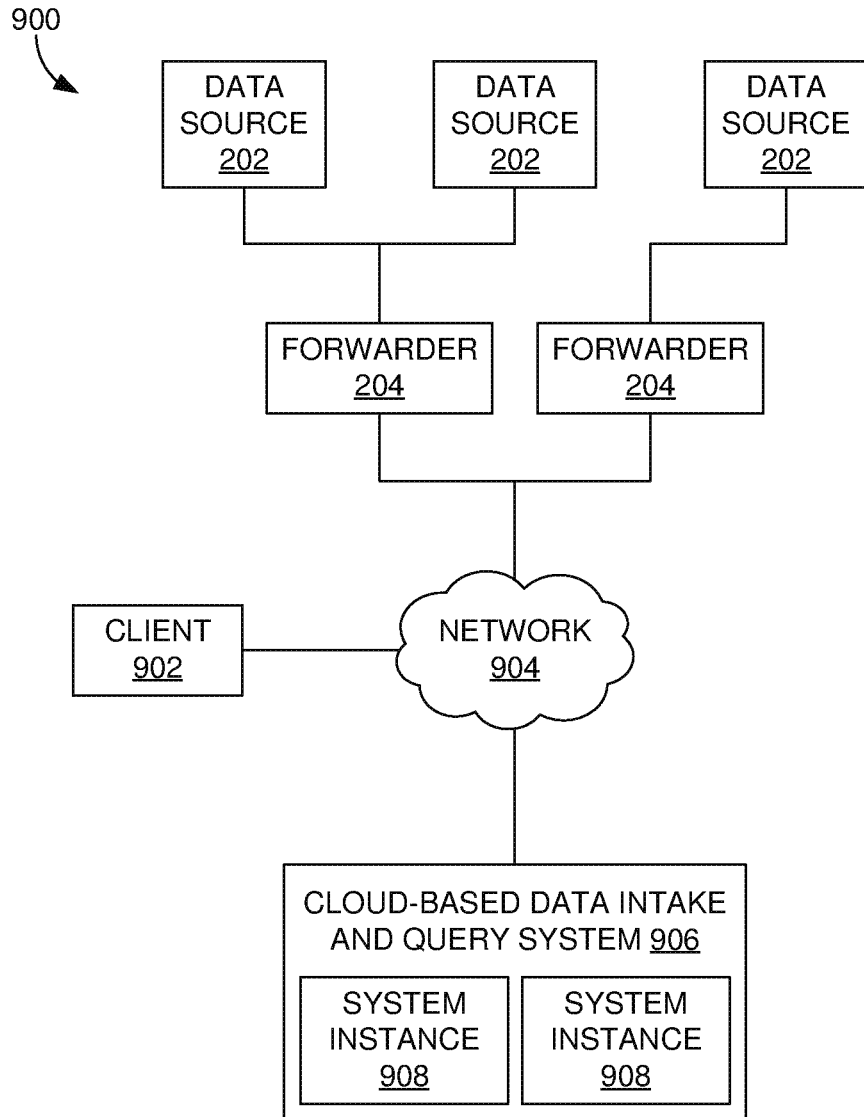 900
DATA
SOURCE
202
DATA
SOURCE
202
DATA
SOURCE
202
FORWARDER
204
FORWARDER
204
CLIENT
902
NETWORK
904
CLOUD-BASED DATA INTAKE
AND QUERY SYSTEM 906
SYSTEM
INSTANCE
908
SYSTEM
INSTANCE
908